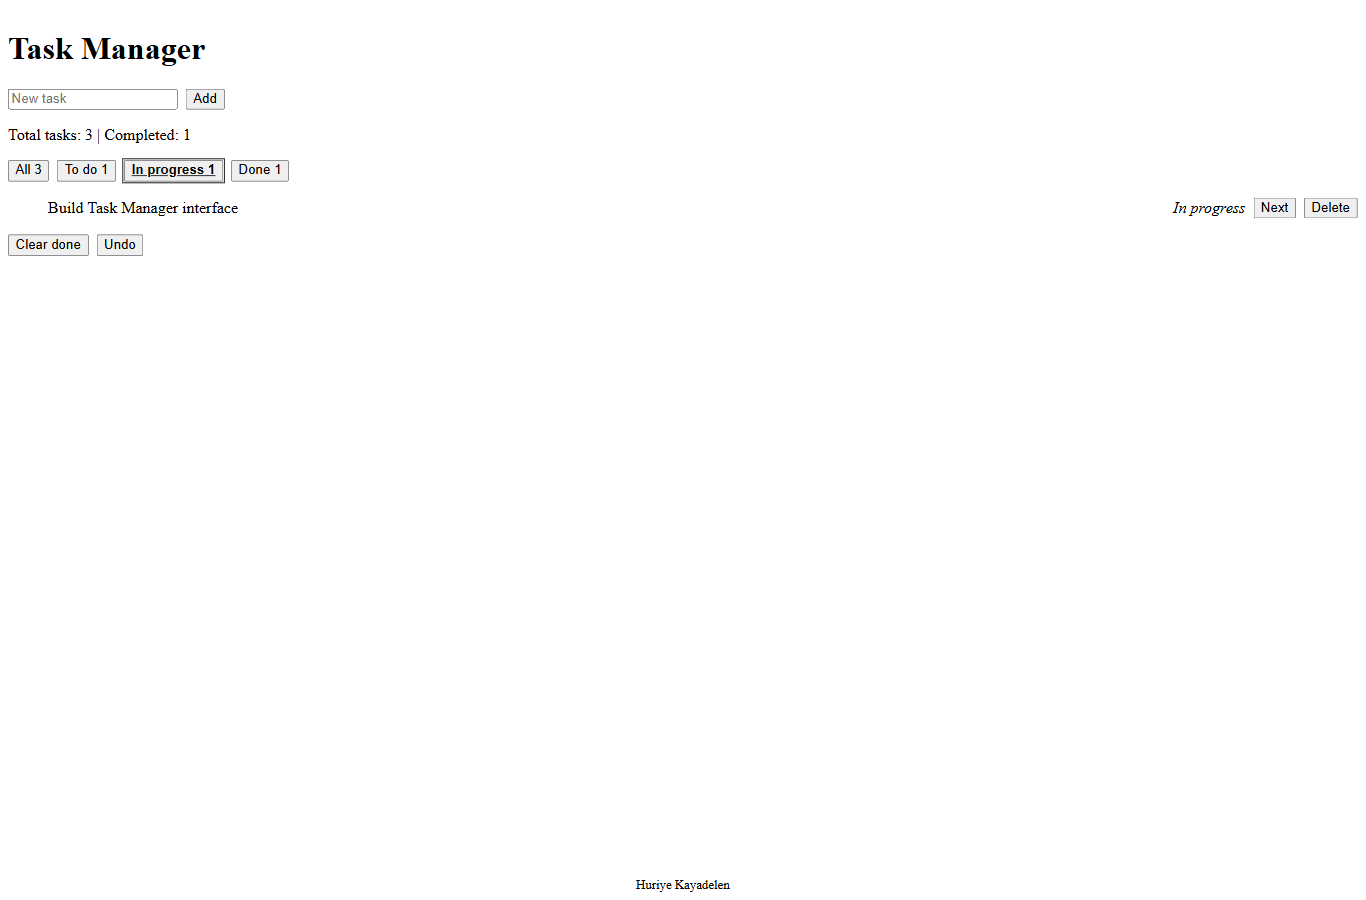 Task Manager
New task Add
Total tasks: 3 | Completed: 1
All 3 To do 1 In progress 1 Done 1
Build Task Manager interface In progress Next Delete
Clear done Undo
Huriye Kayadelen